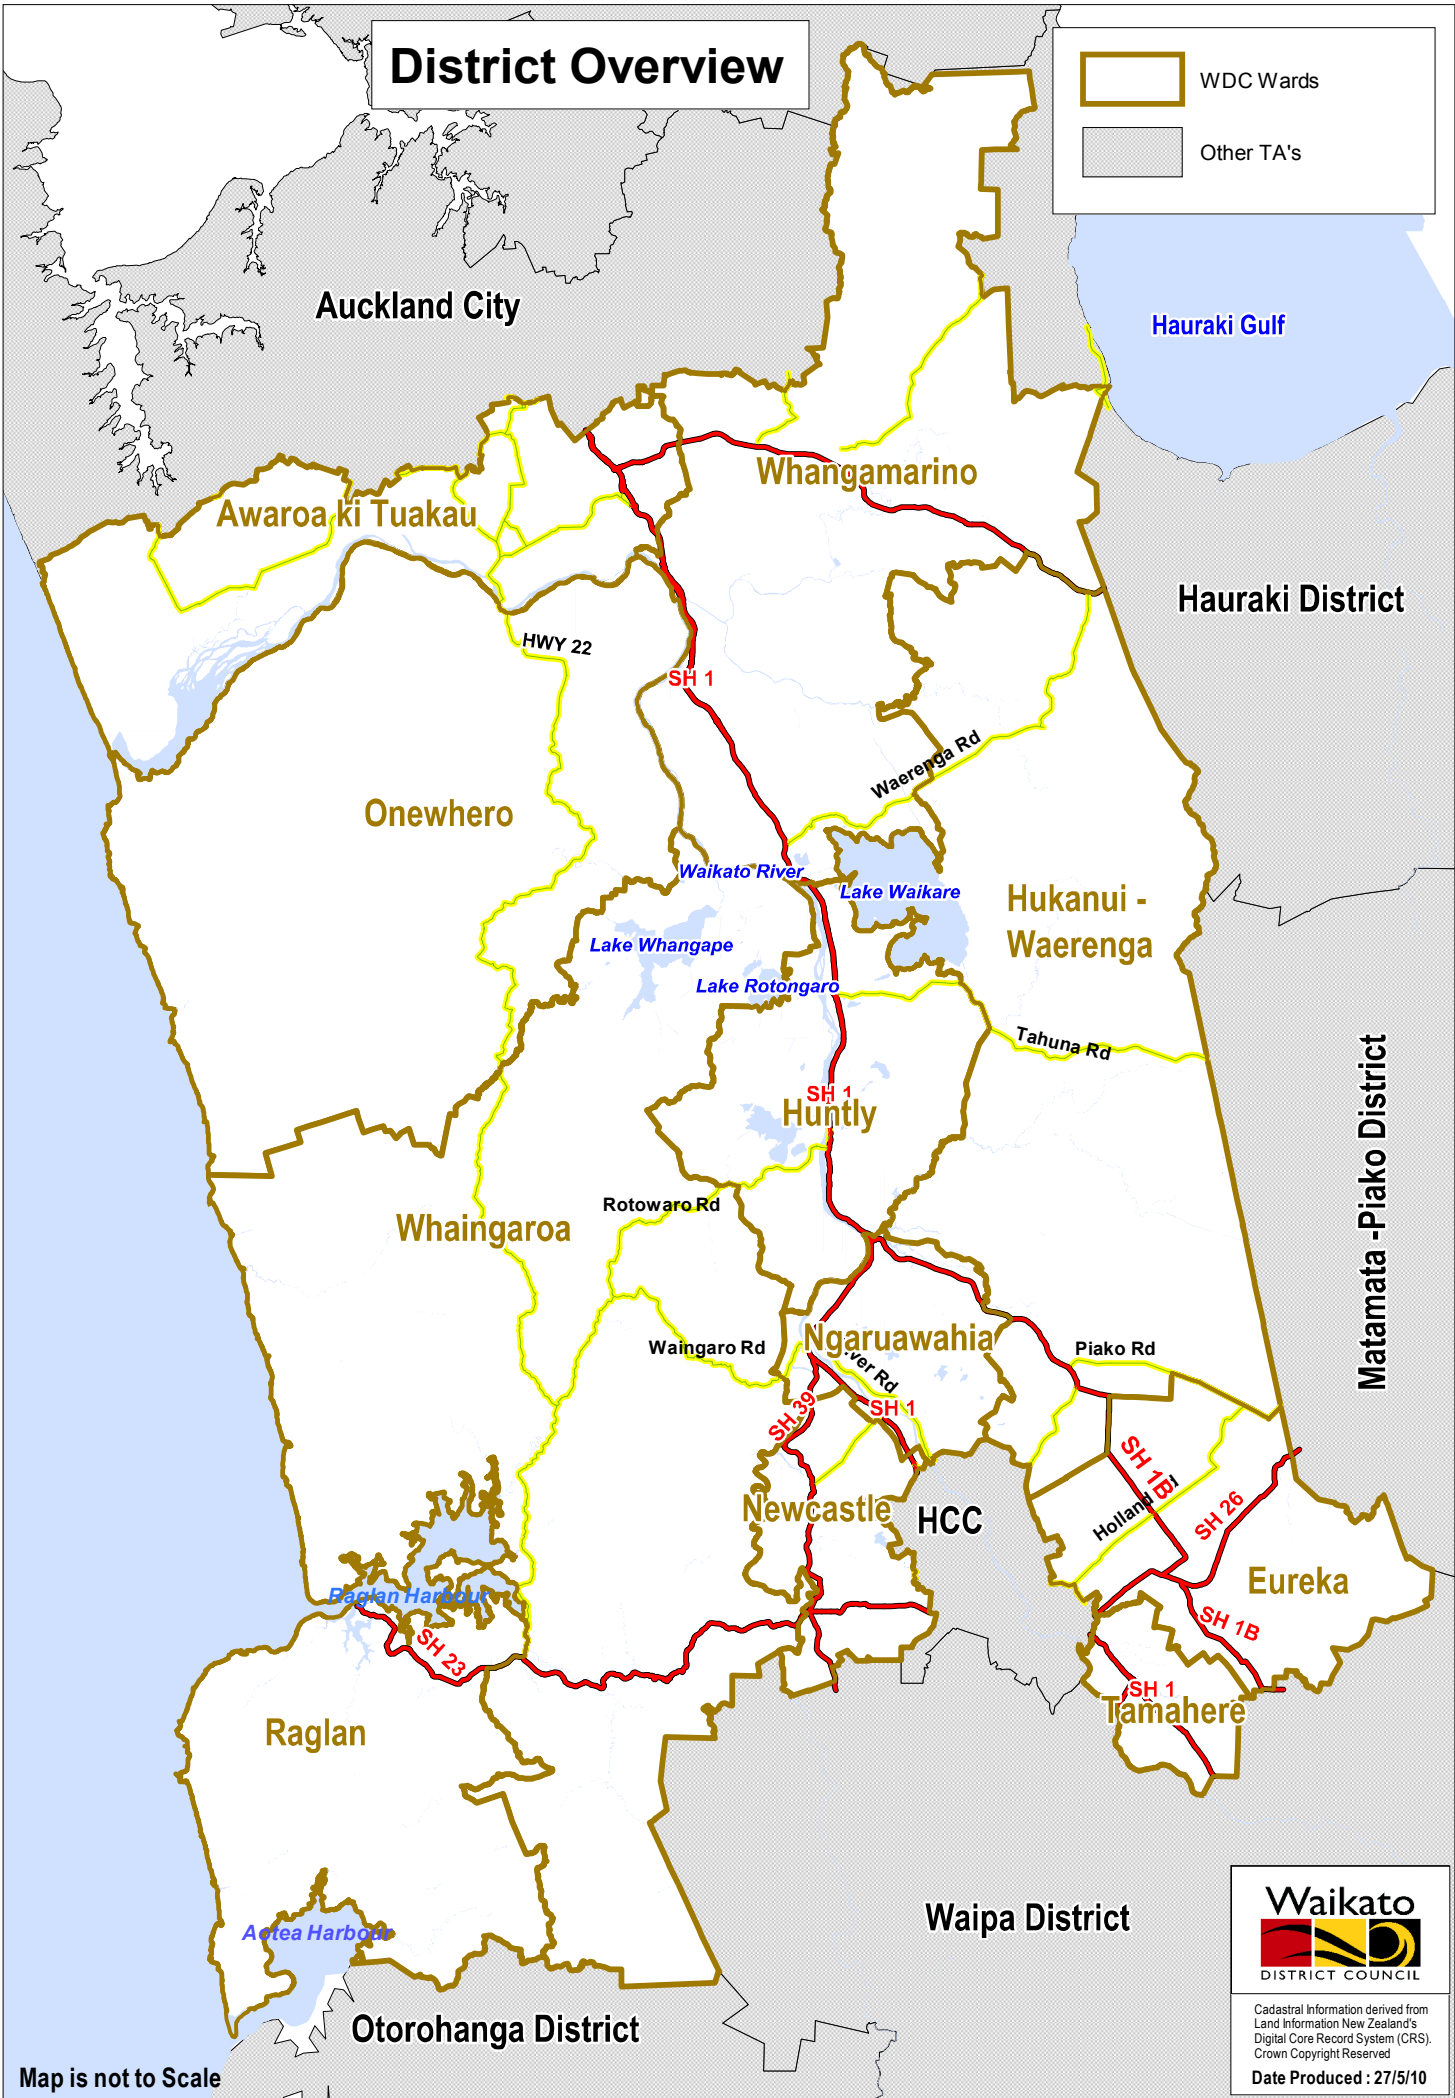 District Overview
WDC Wards
Other TA's
Auckland City
Hauraki Gulf
Whangamarino
Awaroa ki Tuakau
Hauraki District
HWY 22
SH 1
Waerenga Rd
Onewhero
Waikato River
Lake Waikare
Hukanui -
Waerenga
Lake Whangape
Lake Rotongaro
Tahuna Rd
SH 1
Huntly
Matamata -Piako District
Rotowaro Rd
Whaingaroa
Ngaruawahia
Waingaro Rd
Piako Rd
Rd
SH 39
SH 1
SH 1B
Newcastle
HCC
Holland
SH 26
Eureka
Raglan Harbour
SH 23
SH 1B
SH 1
Tamahere
Raglan
Aotea Harbour
Waipa District
Otorohanga District
Map is not to Scale
Waikato
DISTRICT COUNCIL
Cadastral Information derived from
Land Information New Zealand's
Digital Core Record System (CRS).
Crown Copyright Reserved
Date Produced : 27/5/10